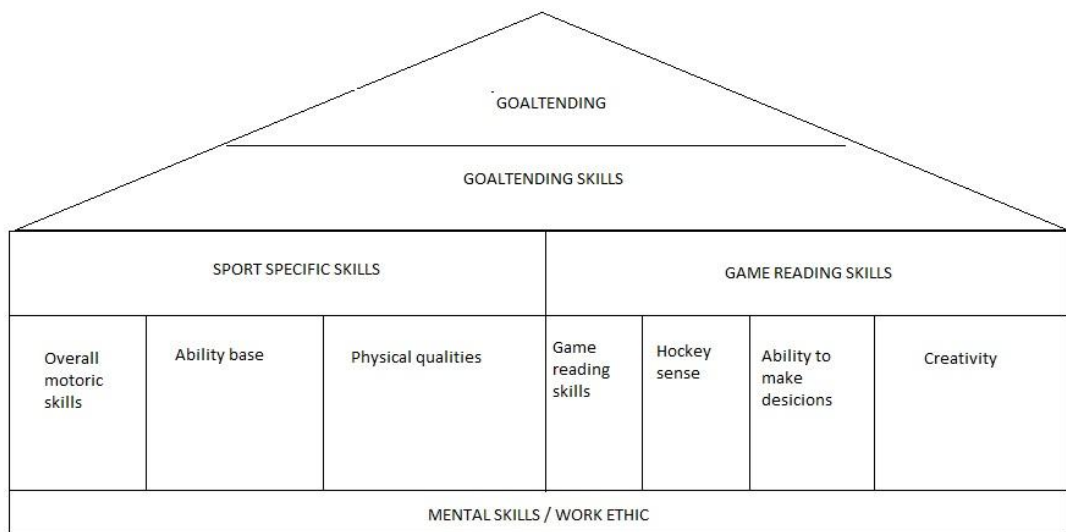 GOALTENDING
GOALTENDING SKILLS
SPORT SPECIFIC SKILLS
GAME READING SKILLS
Overall
motoric
skills
Ability base
Physical qualities
Game
reading
skills
Hockey
sense
Ability to
make
desicions
Creativity
MENTAL SKILLS / WORK ETHIC